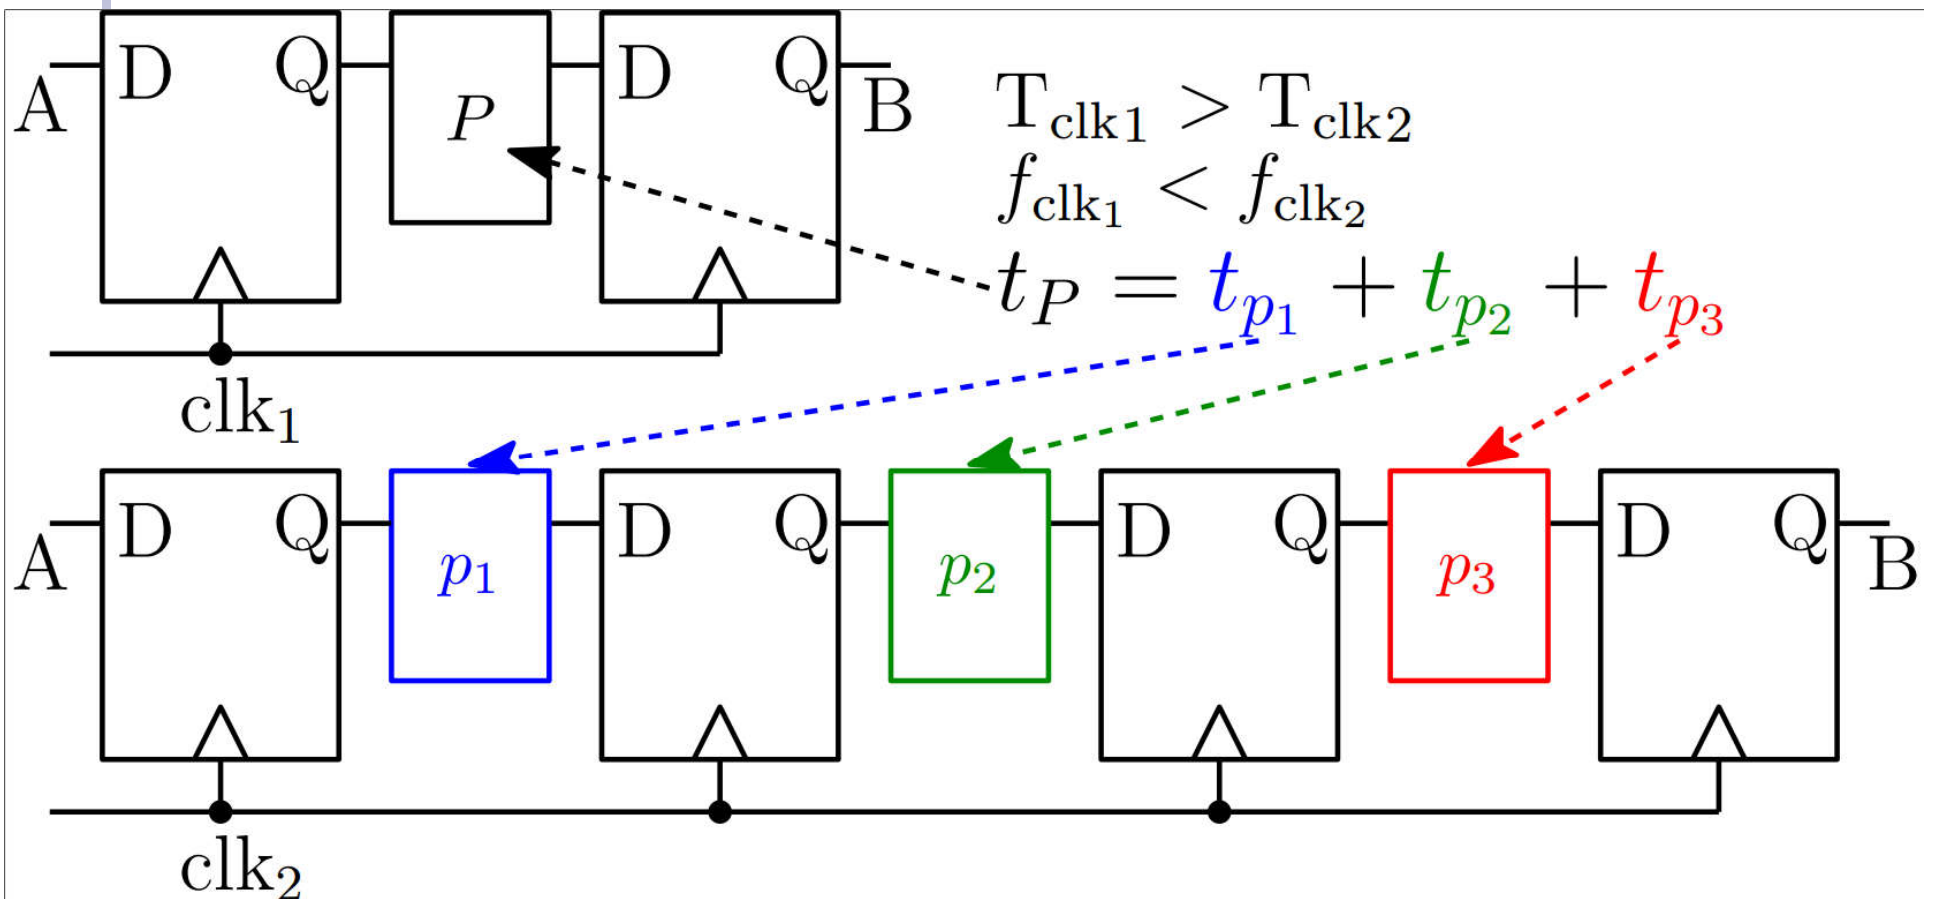 D Q P D Q
A B
T_clk1 > T_clk2
f_clk1 < f_clk2
t_P = t_p1 + t_p2 + t_p3
clk1
D Q p1 D Q p2 D Q p3 D Q
A B
clk2